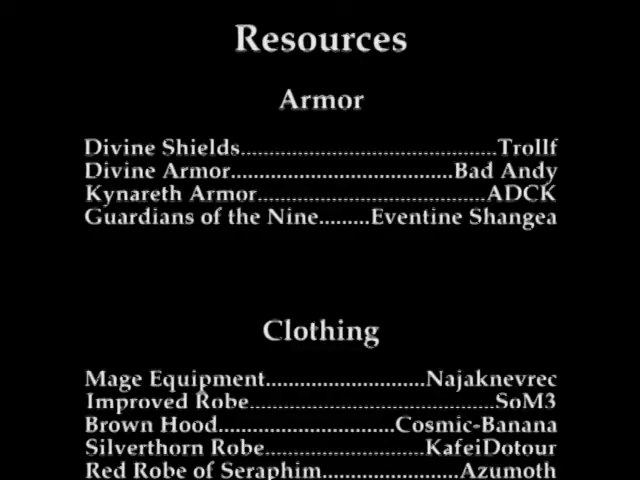 Resources
Armor
Divine Shields............................................Trollf
Divine Armor......................................Bad Andy
Kynareth Armor.......................................ADCK
Guardians of the Nine.........Eventine Shangea
Clothing
Mage Equipment............................Najaknevrec
Improved Robe...........................................SoM3
Brown Hood...............................Cosmic-Banana
Silverthorn Robe............................KafeiDotour
Red Robe of Seraphim........................Azumoth